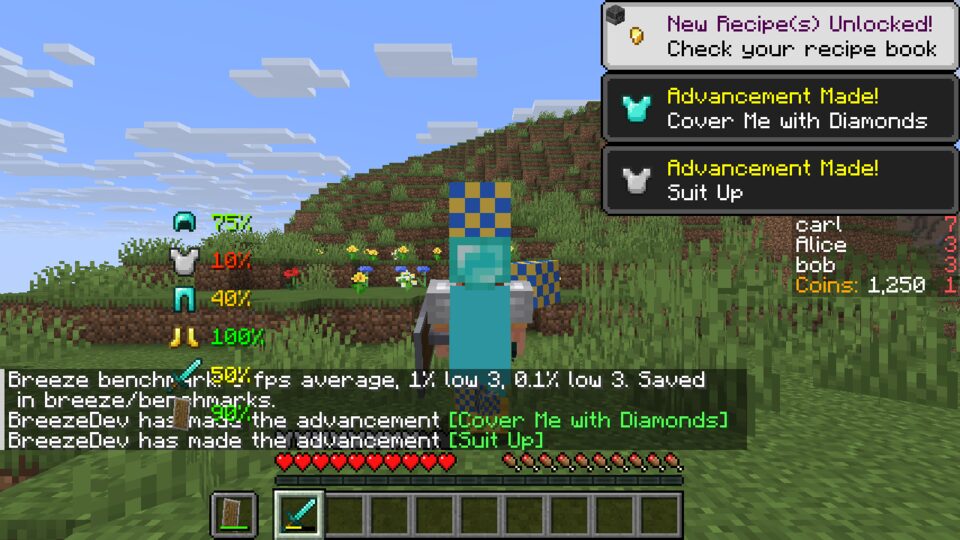 New Recipe(s) Unlocked!
Check your recipe book
Advancement Made!
Cover Me with Diamonds
Advancement Made!
Suit Up
carl 7
Alice 3
bob 3
Coins: 1,250 1
75%
10%
40%
100%
50%
90%
Breeze benchmark: fps average, 1% low 3, 0.1% low 3. Saved
in breeze/benchmarks.
BreezeDev has made the advancement [Cover Me with Diamonds]
BreezeDev has made the advancement [Suit Up]